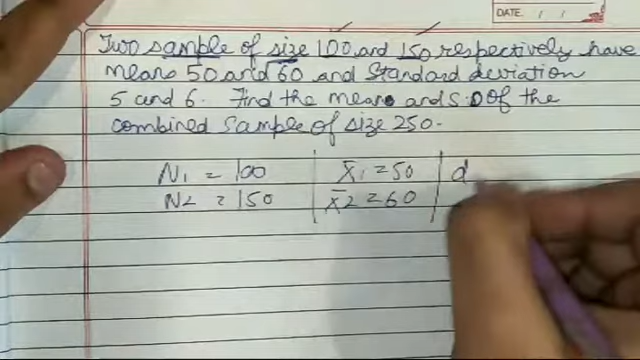 DATE. / /
Two sample of size 100 and 150 respectively have
means 50 and 60 and Standard deviation
5 and 6. Find the mean and S.D of the
combined sample of size 250.
N1 = 100 | X̄1 = 50 | σ
N2 = 150 | X̄2 = 60 |